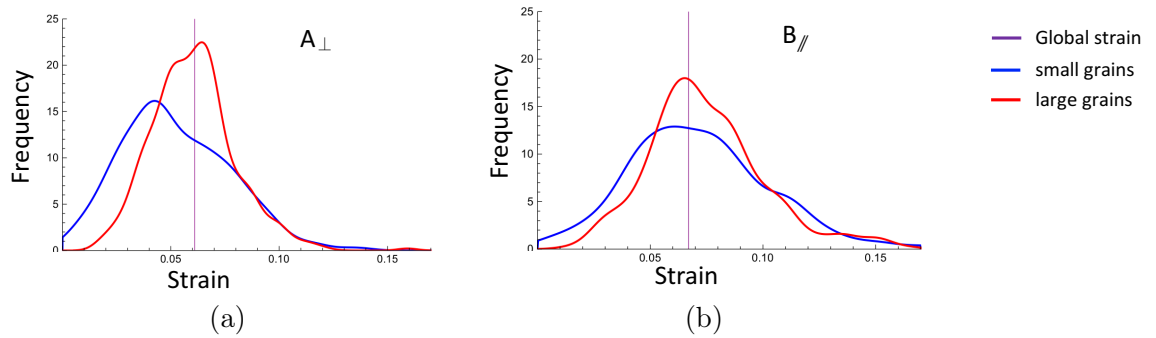 25
20
15
10
5
0
0.05
0.10
0.15
Frequency
Strain
A⊥
(a)
25
20
15
10
5
0
0.05
0.10
0.15
Frequency
Strain
B∥
(b)
Global strain
small grains
large grains